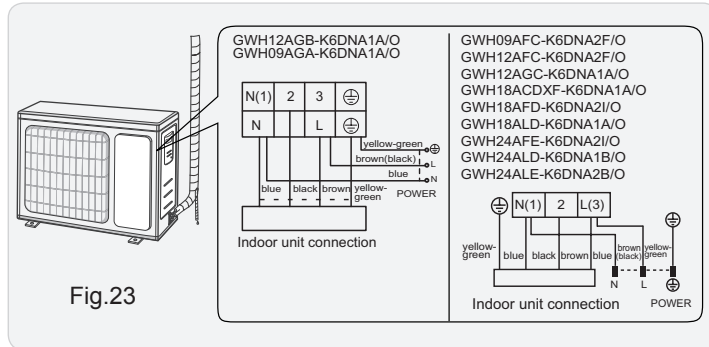 GWH12AGB-K6DNA1A/O
GWH09AGA-K6DNA1A/O
N(1) 2 3
N L
yellow-green
brown(black) L
blue N
blue black brown yellow-green
POWER
Indoor unit connection
GWH09AFC-K6DNA2F/O
GWH12AFC-K6DNA2F/O
GWH12AGC-K6DNA1A/O
GWH18ACDXF-K6DNA1A/O
GWH18AFD-K6DNA2I/O
GWH18ALD-K6DNA1A/O
GWH24AFE-K6DNA2I/O
GWH24ALD-K6DNA1B/O
GWH24ALE-K6DNA2B/O
N(1) 2 L(3)
yellow-green
blue black brown blue
brown (black)
yellow-green
N L
Indoor unit connection
POWER
Fig.23